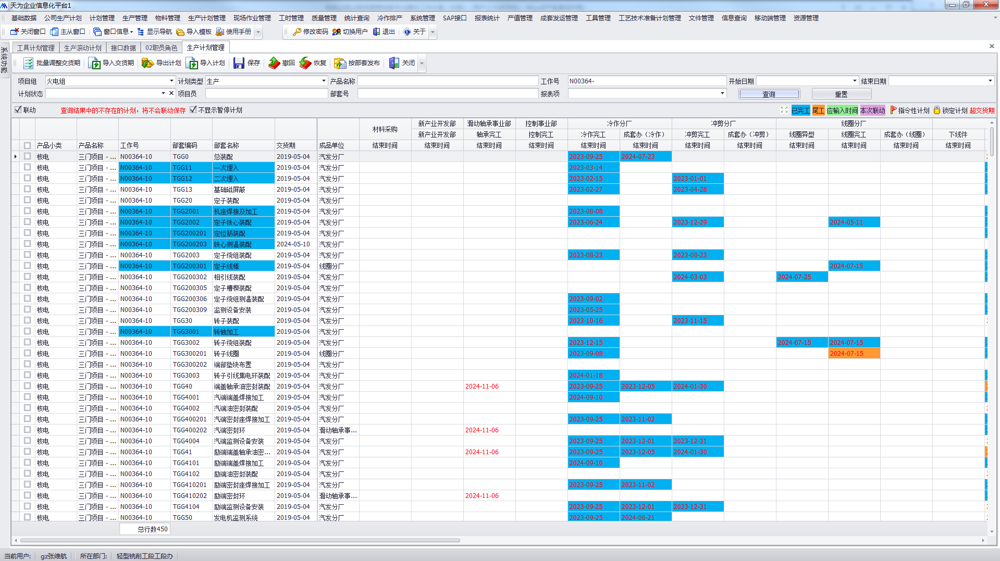 天为企业信息化平台1
基础数据 公司生产计划 计划管理 生产管理 物料管理 生产计划管理 现场作业管理 工时管理 质量管理 统计查询 冷作排产 系统管理 SAP接口 报表统计 产值管理 成套发运管理 工具管理 工艺技术准备计划管理 文件管理 信息查询 移动端管理 资源管理
关闭窗口 主从窗口 窗口信息 显示导航 导入模板 使用手册 修改密码 切换用户 退出 关于
系统功能
工具计划管理 生产滚动计划 接口数据 02职员角色 生产计划管理
批量调整交货期 导入交货期 导出计划 导入计划 保存 撤回 恢复 按部套发布 关闭
项目组 火电组 计划类型 生产 产品名称 工作号 N00364- 开始日期 结束日期
计划状态 项目员 部套号 报表项 查询 重置
联动 查询结果中的不存在的计划，将不会联动保存 不显示暂停计划 已完工 尾工 应输入时间 本次联动 指令性计划 锁定计划 超交货期
材料采购 新产业开发部 滑动轴承事业部 控制事业部 冷作分厂 冲剪分厂 线圈分厂
新产业开发部 轴承完工 控制完工 冷作完工 成套办（冷作） 冲剪完工 成套办（冲剪） 线圈异型 线圈完工 成套办（线圈） 下线件
产品小类 产品名称 工作号 部套编码 部套名称 交货期 成品单位 结束时间 结束时间 结束时间 结束时间 结束时间 结束时间 结束时间 结束时间 结束时间 结束时间 结束时间 结束时间
核电 三门项目 - ... N00364-10 TGG0 总装配 2019-05-04 汽发分厂 2023-09-25 2024-07-23
核电 三门项目 - ... N00364-10 TGG11 一次埋入 2019-05-04 汽发分厂 2023-03-14
核电 三门项目 - ... N00364-10 TGG12 二次埋入 2019-05-04 汽发分厂 2023-02-15 2023-01-01
核电 三门项目 - ... N00364-10 TGG13 基础磁屏蔽 2019-05-04 汽发分厂 2023-02-27 2023-04-28
核电 三门项目 - ... N00364-10 TGG20 定子装配 2019-05-04 汽发分厂
核电 三门项目 - ... N00364-10 TGG2001 机座焊接及加工 2019-05-04 汽发分厂 2023-08-08
核电 三门项目 - ... N00364-10 TGG2002 定子铁心装配 2019-05-04 汽发分厂 2023-06-24 2023-12-29 2024-05-11
核电 三门项目 - ... N00364-10 TGG200201 定位筋装配 2019-05-04 汽发分厂
核电 三门项目 - ... N00364-10 TGG200203 铁心测温装配 2024-05-10 汽发分厂
核电 三门项目 - ... N00364-10 TGG2003 定子绕组装配 2019-05-04 汽发分厂 2023-08-23 2023-08-23
核电 三门项目 - ... N00364-10 TGG200301 定子线棒 2019-05-04 线圈分厂 2024-07-15
核电 三门项目 - ... N00364-10 TGG200302 相引线装配 2019-05-04 汽发分厂 2024-03-03 2024-07-25
核电 三门项目 - ... N00364-10 TGG200305 定子槽楔装配 2019-05-04 汽发分厂
核电 三门项目 - ... N00364-10 TGG200306 定子绕组测温装配 2019-05-04 汽发分厂 2023-09-02
核电 三门项目 - ... N00364-10 TGG200309 监测设备安装 2019-05-04 汽发分厂 2023-05-25
核电 三门项目 - ... N00364-10 TGG30 转子装配 2019-05-04 汽发分厂 2023-10-16 2023-11-15
核电 三门项目 - ... N00364-10 TGG3001 转轴加工 2019-05-04 汽发分厂
核电 三门项目 - ... N00364-10 TGG3002 转子绕组装配 2019-05-04 汽发分厂 2023-12-15 2024-07-15 2024-07-15
核电 三门项目 - ... N00364-10 TGG300201 转子线圈 2019-05-04 线圈分厂 2023-09-08 2024-07-15
核电 三门项目 - ... N00364-10 TGG300202 端部垫块布置 2019-05-04 汽发分厂
核电 三门项目 - ... N00364-10 TGG3003 转子引线集电环装配 2019-05-04 汽发分厂 2024-01-18
核电 三门项目 - ... N00364-10 TGG40 端盖轴承油密封装配 2019-05-04 汽发分厂 2024-11-06 2023-09-25 2023-12-05 2024-01-30
核电 三门项目 - ... N00364-10 TGG4001 汽端端盖焊接加工 2019-05-04 汽发分厂 2024-09-10
核电 三门项目 - ... N00364-10 TGG4002 汽端油密封装配 2019-05-04 汽发分厂
核电 三门项目 - ... N00364-10 TGG400201 汽端密封座焊接加工 2019-05-04 汽发分厂 2023-09-25 2023-11-02
核电 三门项目 - ... N00364-10 TGG400202 汽端密封环 2019-05-04 滑动轴承事... 2024-11-06
核电 三门项目 - ... N00364-10 TGG4004 汽端监测设备安装 2019-05-04 汽发分厂 2023-09-25 2023-12-01 2023-12-31
核电 三门项目 - ... N00364-10 TGG41 励端端盖轴承油密... 2019-05-04 汽发分厂 2024-11-06 2023-09-25 2023-12-05 2024-01-30
核电 三门项目 - ... N00364-10 TGG4101 励端端盖焊接加工 2019-05-04 汽发分厂 2024-09-10
核电 三门项目 - ... N00364-10 TGG4102 励端油密封装配 2019-05-04 汽发分厂
核电 三门项目 - ... N00364-10 TGG410201 励端密封座焊接加工 2019-05-04 汽发分厂 2023-09-25 2023-11-02
核电 三门项目 - ... N00364-10 TGG410202 励端密封环 2019-05-04 滑动轴承事... 2024-11-06
核电 三门项目 - ... N00364-10 TGG4104 励端监测设备安装 2019-05-04 汽发分厂 2023-09-25 2023-12-01 2023-12-31
核电 三门项目 - ... N00364-10 TGG50 发电机监测系统 2019-05-04 汽发分厂 2023-09-25 2024-06-21
总行数450
当前用户: gz张维航 所在部门: 轻型铣削工段工段办